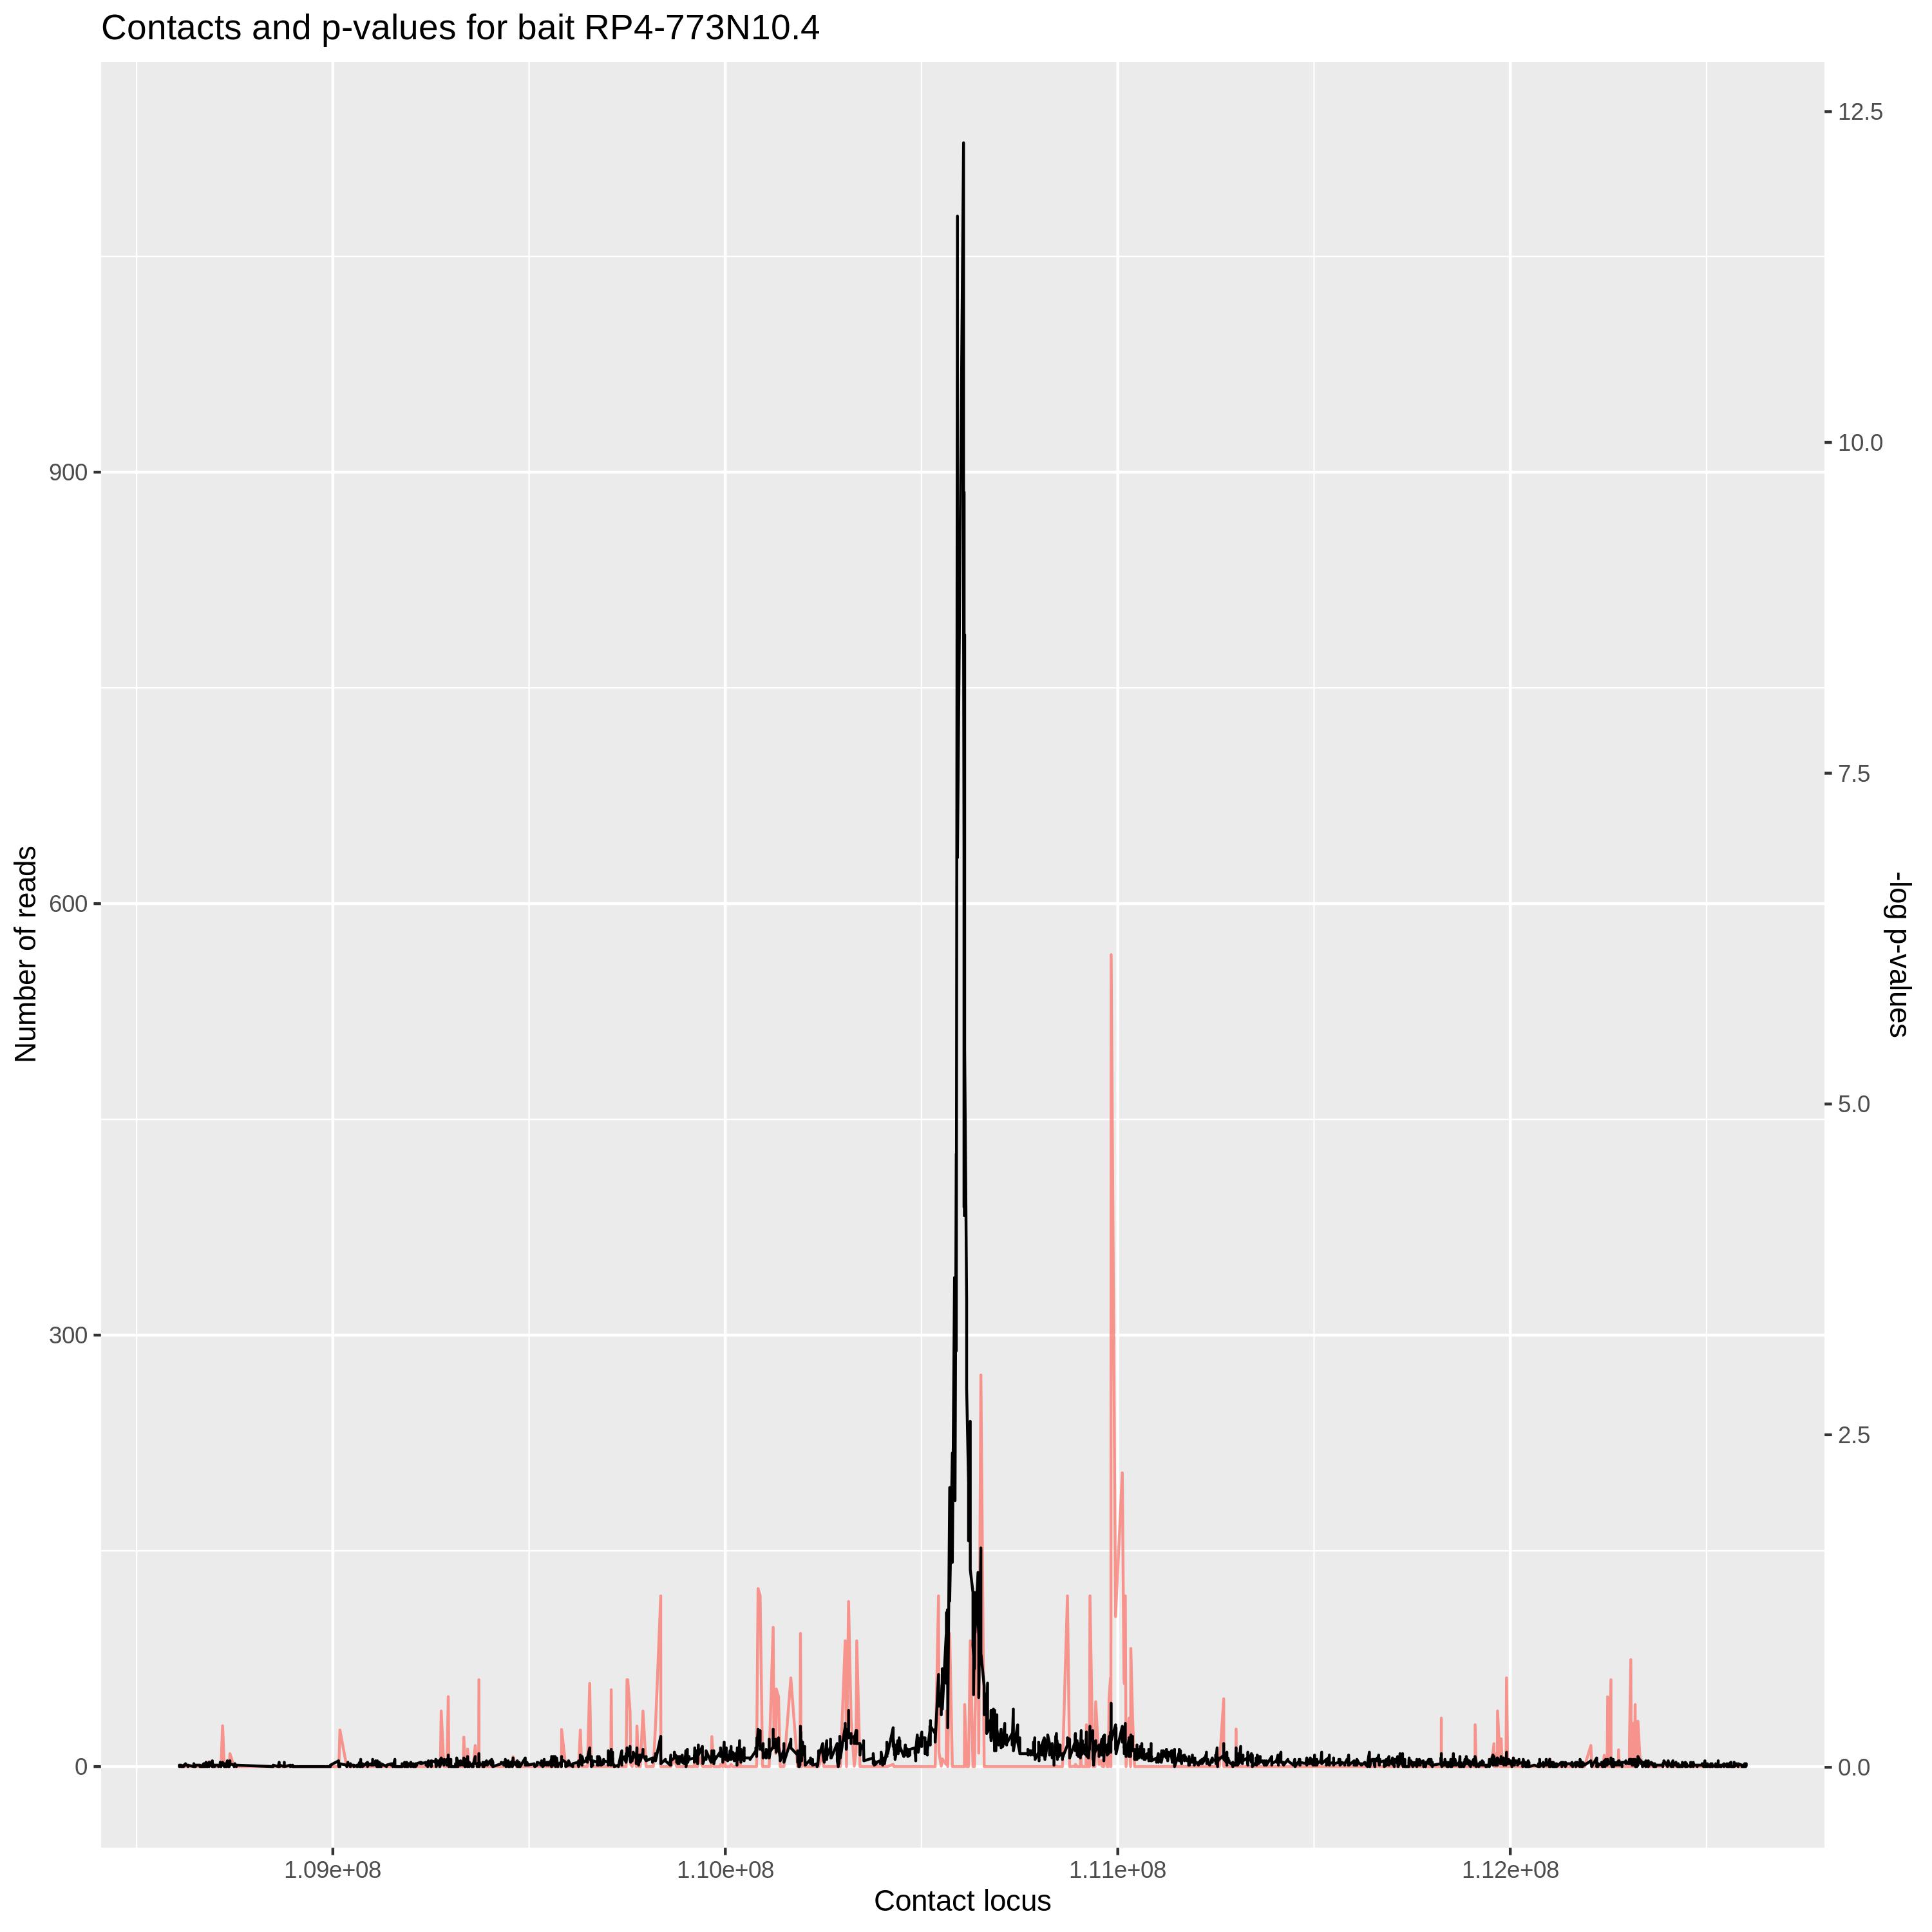 Contacts and p-values for bait RP4-773N10.4
12.5
10.0
7.5
5.0
2.5
0.0
-log p-values
900
600
300
0
Number of reads
1.09e+08
1.10e+08
1.11e+08
1.12e+08
Contact locus